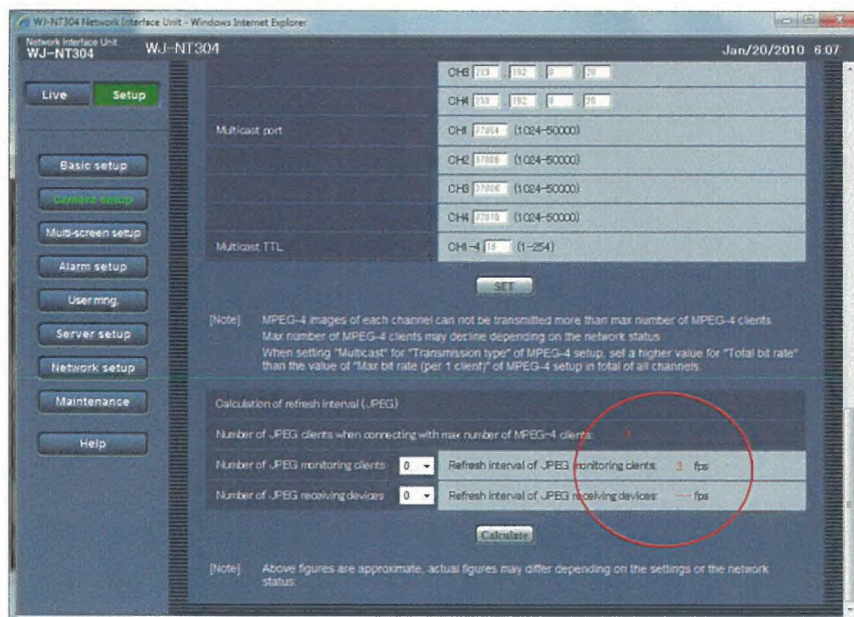 WJ-NT304 Network Interface Unit - Windows Internet Explorer
Network Interface Unit
WJ-NT304
WJ-NT304
Jan/20/2010 6:07
Live
Setup
Basic setup
Camera setup
Multi-screen setup
Alarm setup
User mng.
Server setup
Network setup
Maintenance
Help
CH3
CH4
Multicast port
CH1 (1024-50000)
CH2 (1024-50000)
CH3 (1024-50000)
CH4 (1024-50000)
Multicast TTL
CH1-4 16 (1-254)
SET
[Note] MPEG-4 images of each channel can not be transmitted more than max number of MPEG-4 clients.
Max number of MPEG-4 clients may decline depending on the network status.
When setting "Multicast" for "Transmission type" of MPEG-4 setup, set a higher value for "Total bit rate"
than the value of "Max bit rate (per 1 client)" of MPEG-4 setup in total of all channels.
Calculation of refresh interval (JPEG)
Number of JPEG clients when connecting with max number of MPEG-4 clients:
Number of JPEG monitoring clients 0 Refresh interval of JPEG monitoring clients: 3 fps
Number of JPEG receiving devices 0 Refresh interval of JPEG receiving devices: -- fps
Calculate
[Note] Above figures are approximate, actual figures may differ depending on the settings or the network
status.